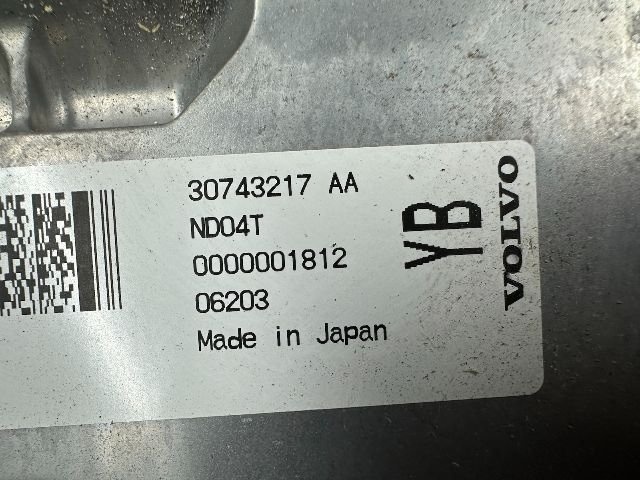 30743217 AA
ND04T
0000001812
06203
Made in Japan
YB
VOLVO